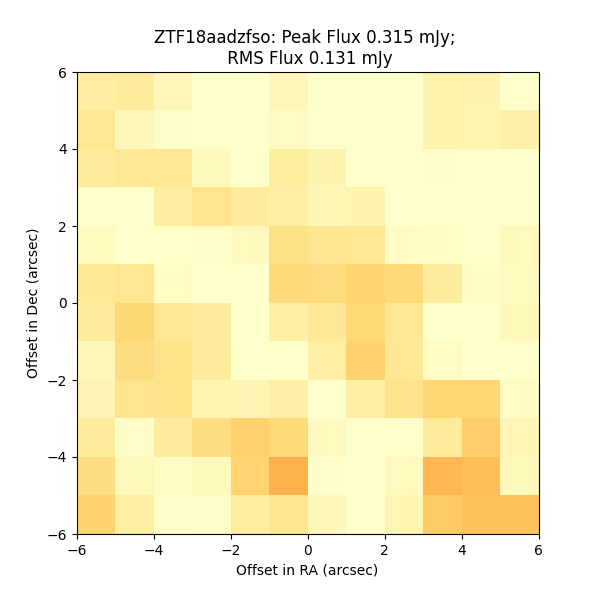 ZTF18aadzfso: Peak Flux 0.315 mJy;
RMS Flux 0.131 mJy
6
4
2
0
−2
−4
−6
Offset in Dec (arcsec)
−6 −4 −2 0 2 4 6
Offset in RA (arcsec)